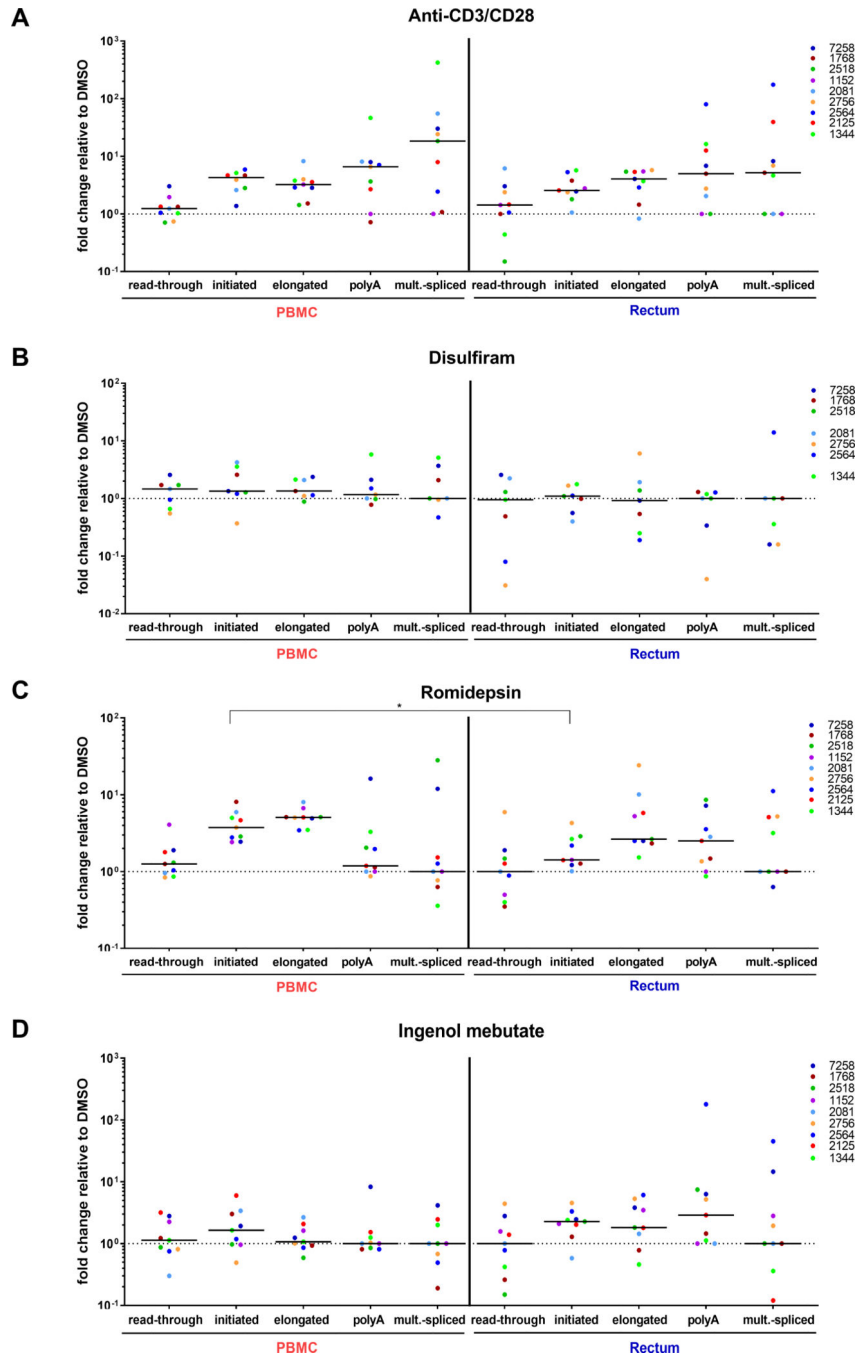 A
Anti-CD3/CD28
fold change relative to DMSO
10³
10²
10¹
10⁰
10⁻¹
read-through initiated elongated polyA mult.-spliced read-through initiated elongated polyA mult.-spliced
PBMC Rectum
7258
1768
2518
1152
2081
2756
2564
2125
1344
B
Disulfiram
fold change relative to DMSO
10²
10¹
10⁰
10⁻¹
10⁻²
read-through initiated elongated polyA mult.-spliced read-through initiated elongated polyA mult.-spliced
PBMC Rectum
7258
1768
2518
2081
2756
2564
1344
C
Romidepsin
*
fold change relative to DMSO
10²
10¹
10⁰
10⁻¹
read-through initiated elongated polyA mult.-spliced read-through initiated elongated polyA mult.-spliced
PBMC Rectum
7258
1768
2518
1152
2081
2756
2564
2125
1344
D
Ingenol mebutate
fold change relative to DMSO
10³
10²
10¹
10⁰
10⁻¹
read-through initiated elongated polyA mult.-spliced read-through initiated elongated polyA mult.-spliced
PBMC Rectum
7258
1768
2518
1152
2081
2756
2564
2125
1344